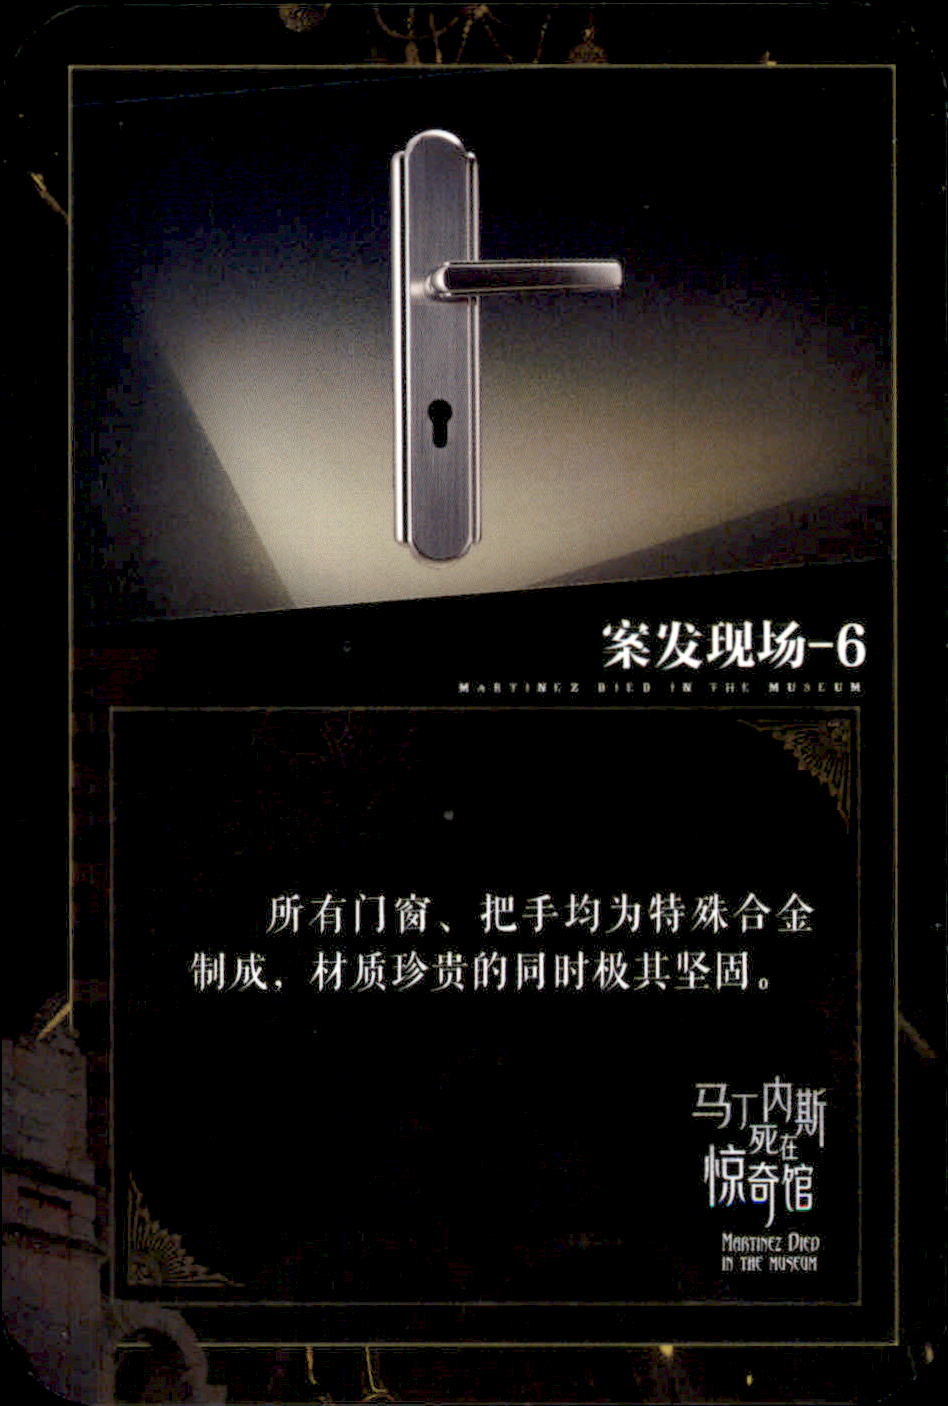 案发现场-6
MARTINEZ DIED IN THE MUSEUM
所有门窗、把手均为特殊合金
制成，材质珍贵的同时极其坚固。
马丁内斯
死在
惊奇馆
MARTINEZ DIED
IN THE MUSEUM